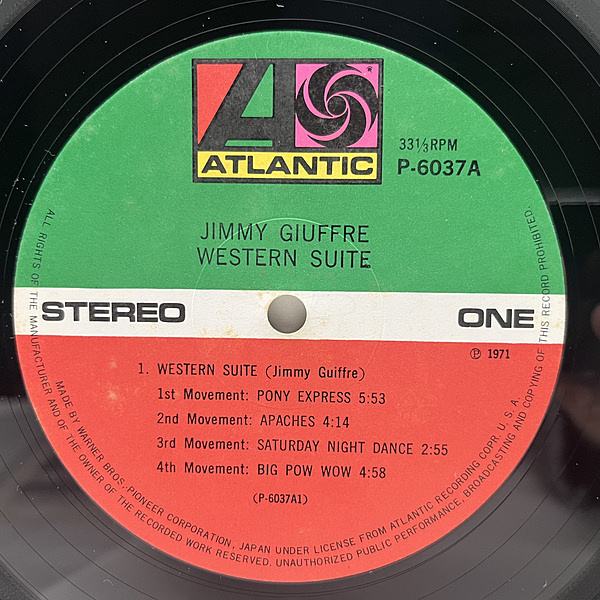 ATLANTIC
®
33⅓ RPM
P-6037A
JIMMY GIUFFRE
WESTERN SUITE
STEREO
ONE
℗ 1971
1. WESTERN SUITE (Jimmy Guiffre)
1st Movement: PONY EXPRESS 5:53
2nd Movement: APACHES 4:14
3rd Movement: SATURDAY NIGHT DANCE 2:55
4th Movement: BIG POW WOW 4:58
(P-6037A1)
MADE BY WARNER BROS. PIONEER CORPORATION, JAPAN UNDER LICENSE FROM ATLANTIC RECORDING COPR. U. S. A.
ALL RIGHTS OF THE MANUFACTURER AND OF THE OWNER OF THE RECORDED WORK RESERVED. UNAUTHORIZED PUBLIC PERFORMANCE, BROADCASTING AND COPYING OF THIS RECORD PROHIBITED.